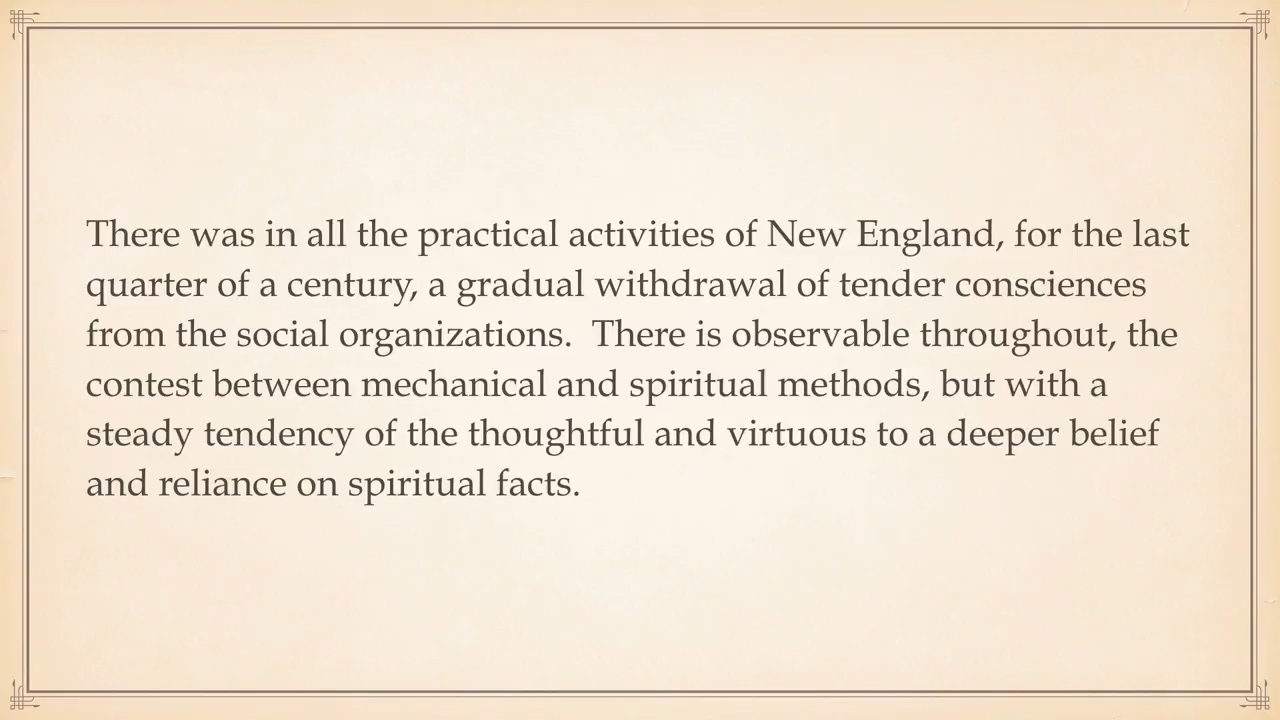 There was in all the practical activities of New England, for the last
quarter of a century, a gradual withdrawal of tender consciences
from the social organizations.  There is observable throughout, the
contest between mechanical and spiritual methods, but with a
steady tendency of the thoughtful and virtuous to a deeper belief
and reliance on spiritual facts.